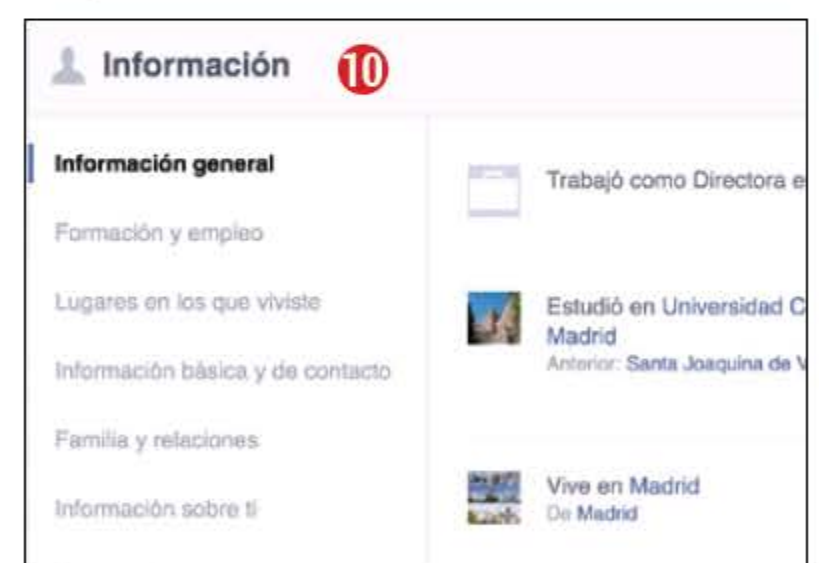 Información 10
Información general
Formación y empleo
Lugares en los que viviste
Información básica y de contacto
Familia y relaciones
Información sobre ti
Trabajó como Directora e
Estudió en Universidad C
Madrid
Anterior: Santa Joaquina de V
Vive en Madrid
De Madrid